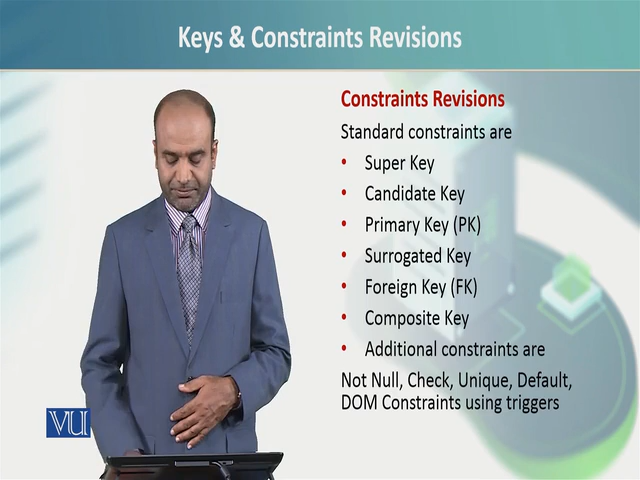 Keys & Constraints Revisions
Constraints Revisions
Standard constraints are
• Super Key
• Candidate Key
• Primary Key (PK)
• Surrogated Key
• Foreign Key (FK)
• Composite Key
• Additional constraints are
Not Null, Check, Unique, Default,
DOM Constraints using triggers
VU